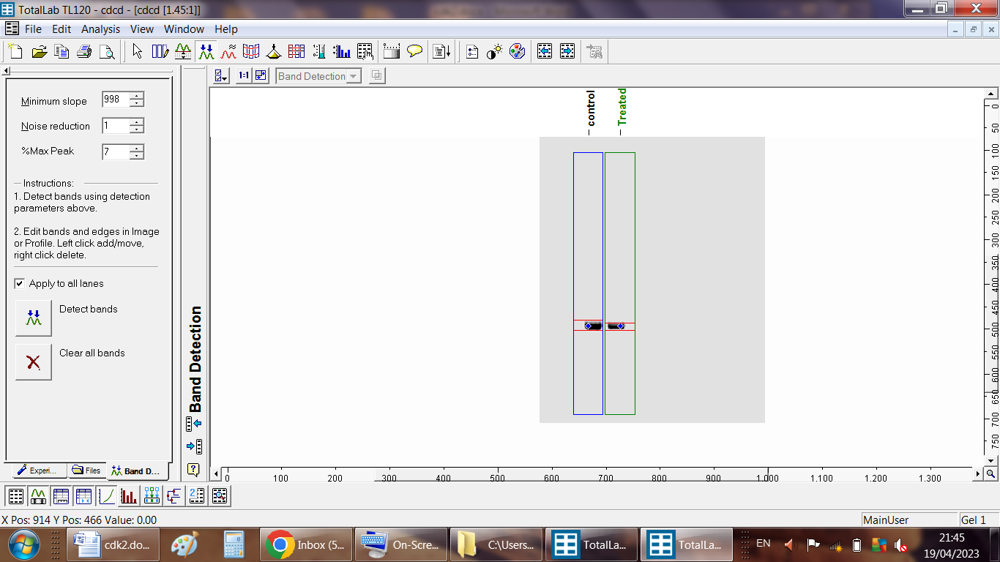 TotalLab TL120 - cdcd - [cdcd [1.45:1]]
File Edit Analysis View Window Help
1=1 Band Detection
Minimum slope 998
Noise reduction 1
%Max Peak 7
Instructions:
1. Detect bands using detection
parameters above.
2. Edit bands and edges in Image
or Profile. Left click add/move,
right click delete.
Apply to all lanes
Detect bands
Clear all bands
Experi... Files Band D...
Band Detection
control
Treated
0
50
100
150
200
250
300
350
400
450
500
550
600
650
700
750
0 100 200 300 400 500 600 700 800 900 1.000 1.100 1.200 1.300
X Pos: 914 Y Pos: 466 Value: 0.00 MainUser Gel 1
cdk2.do... Inbox (5... On-Scre... C:\Users... TotalLa... TotalLa... EN 21:45
19/04/2023